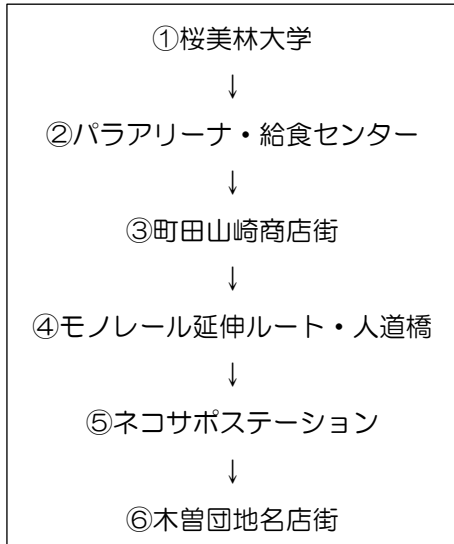 ①桜美林大学
↓
②パラアリーナ・給食センター
↓
③町田山崎商店街
↓
④モノレール延伸ルート・人道橋
↓
⑤ネコサポステーション
↓
⑥木曽団地名店街